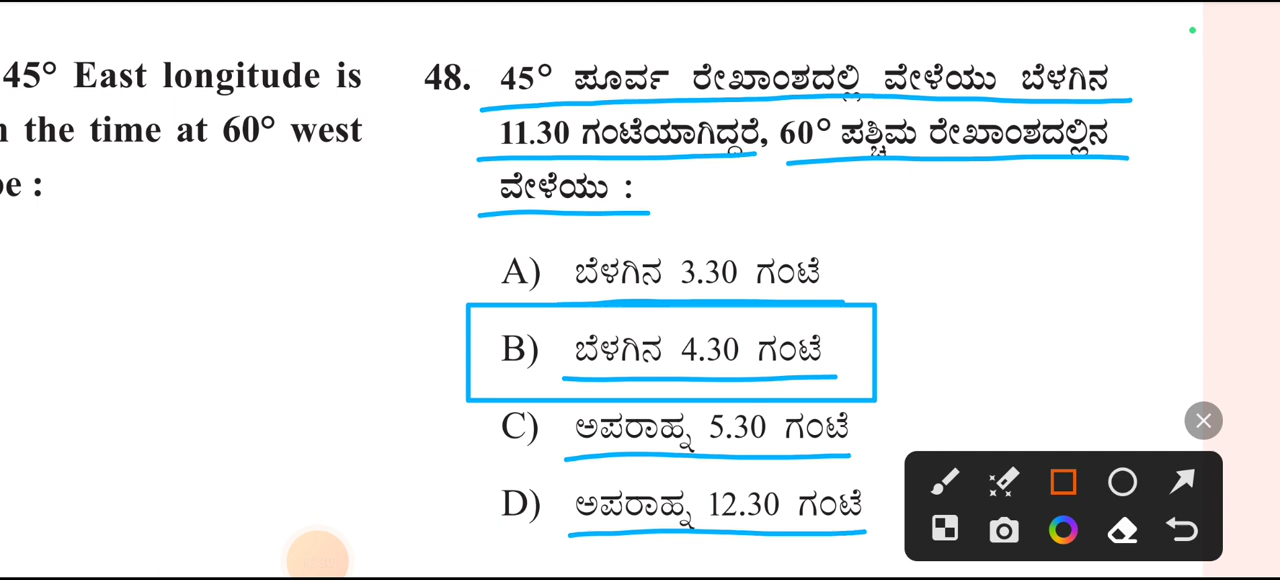 45° East longitude is
the time at 60° west
e :
48. 45° ಪೂರ್ವ ರೇಖಾಂಶದಲ್ಲಿ ವೇಳೆಯು ಬೆಳಗಿನ
11.30 ಗಂಟೆಯಾಗಿದ್ದರೆ, 60° ಪಶ್ಚಿಮ ರೇಖಾಂಶದಲ್ಲಿನ
ವೇಳೆಯು :
A) ಬೆಳಗಿನ 3.30 ಗಂಟೆ
B) ಬೆಳಗಿನ 4.30 ಗಂಟೆ
C) ಅಪರಾಹ್ನ 5.30 ಗಂಟೆ
D) ಅಪರಾಹ್ನ 12.30 ಗಂಟೆ